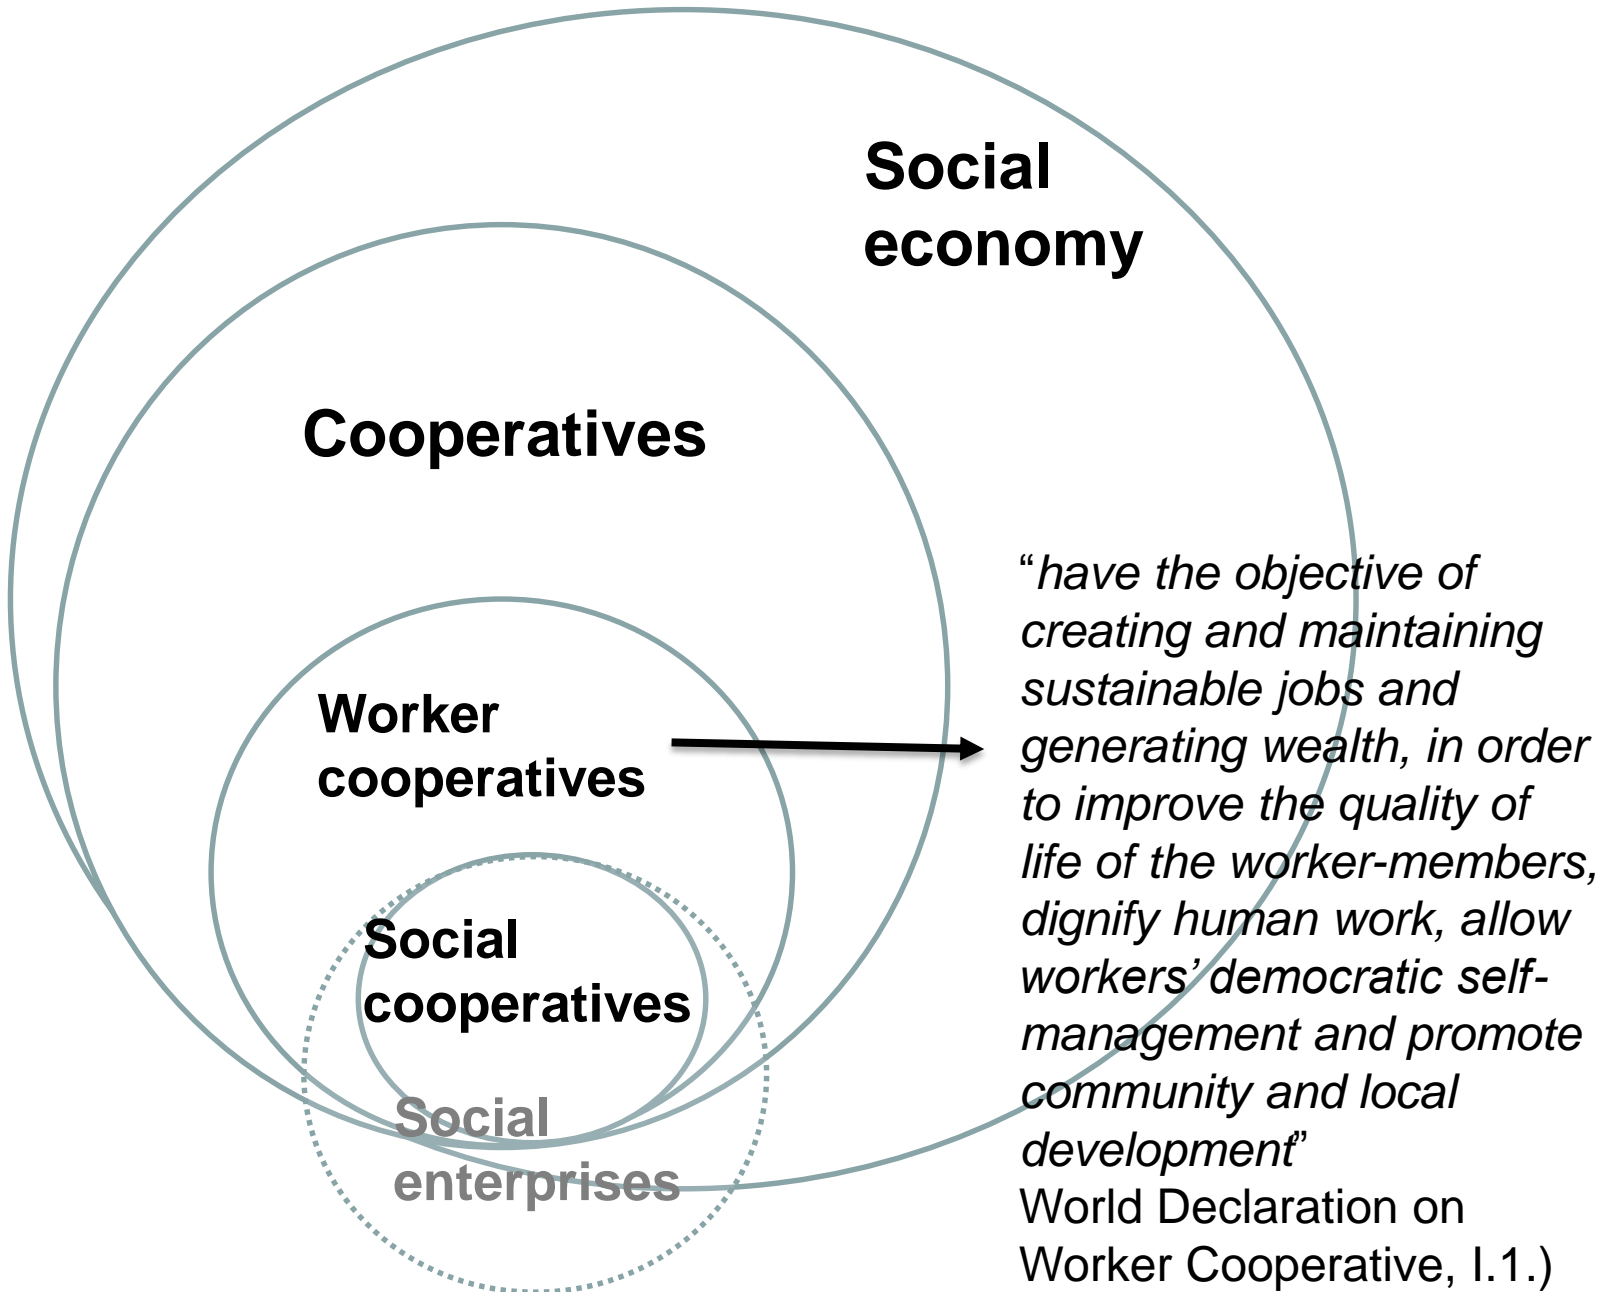 Social
economy
Cooperatives
Worker
cooperatives
Social
cooperatives
Social
enterprises
“have the objective of
creating and maintaining
sustainable jobs and
generating wealth, in order
to improve the quality of
life of the worker-members,
dignify human work, allow
workers’ democratic self-
management and promote
community and local
development”
World Declaration on
Worker Cooperative, I.1.)